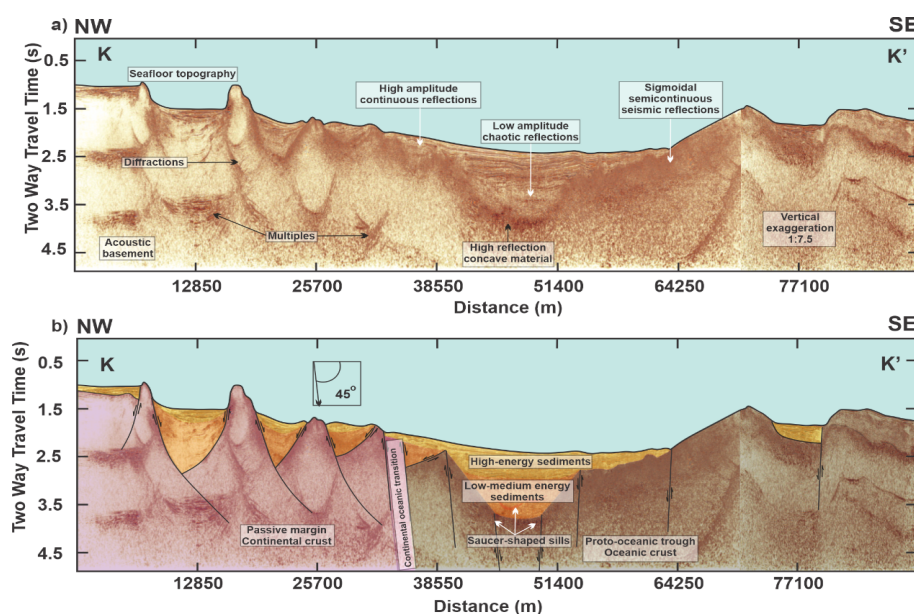 a) NW
SE
K
K’
Seafloor topography
High amplitude
continuous reflections
Sigmoidal
semicontinuous
seismic reflections
Low amplitude
chaotic reflections
Diffractions
Multiples
Acoustic
basement
High reflection
concave material
Vertical
exaggeration
1:7.5
Two Way Travel Time (s)
0.5
1.5
2.5
3.5
4.5
12850
25700
38550
51400
64250
77100
Distance (m)
b) NW
SE
K
K’
45°
High-energy sediments
Low-medium energy
sediments
Continental oceanic transition
Passive margin
Continental crust
Saucer-shaped sills
Proto-oceanic trough
Oceanic crust
Two Way Travel Time (s)
0.5
1.5
2.5
3.5
4.5
12850
25700
38550
51400
64250
77100
Distance (m)